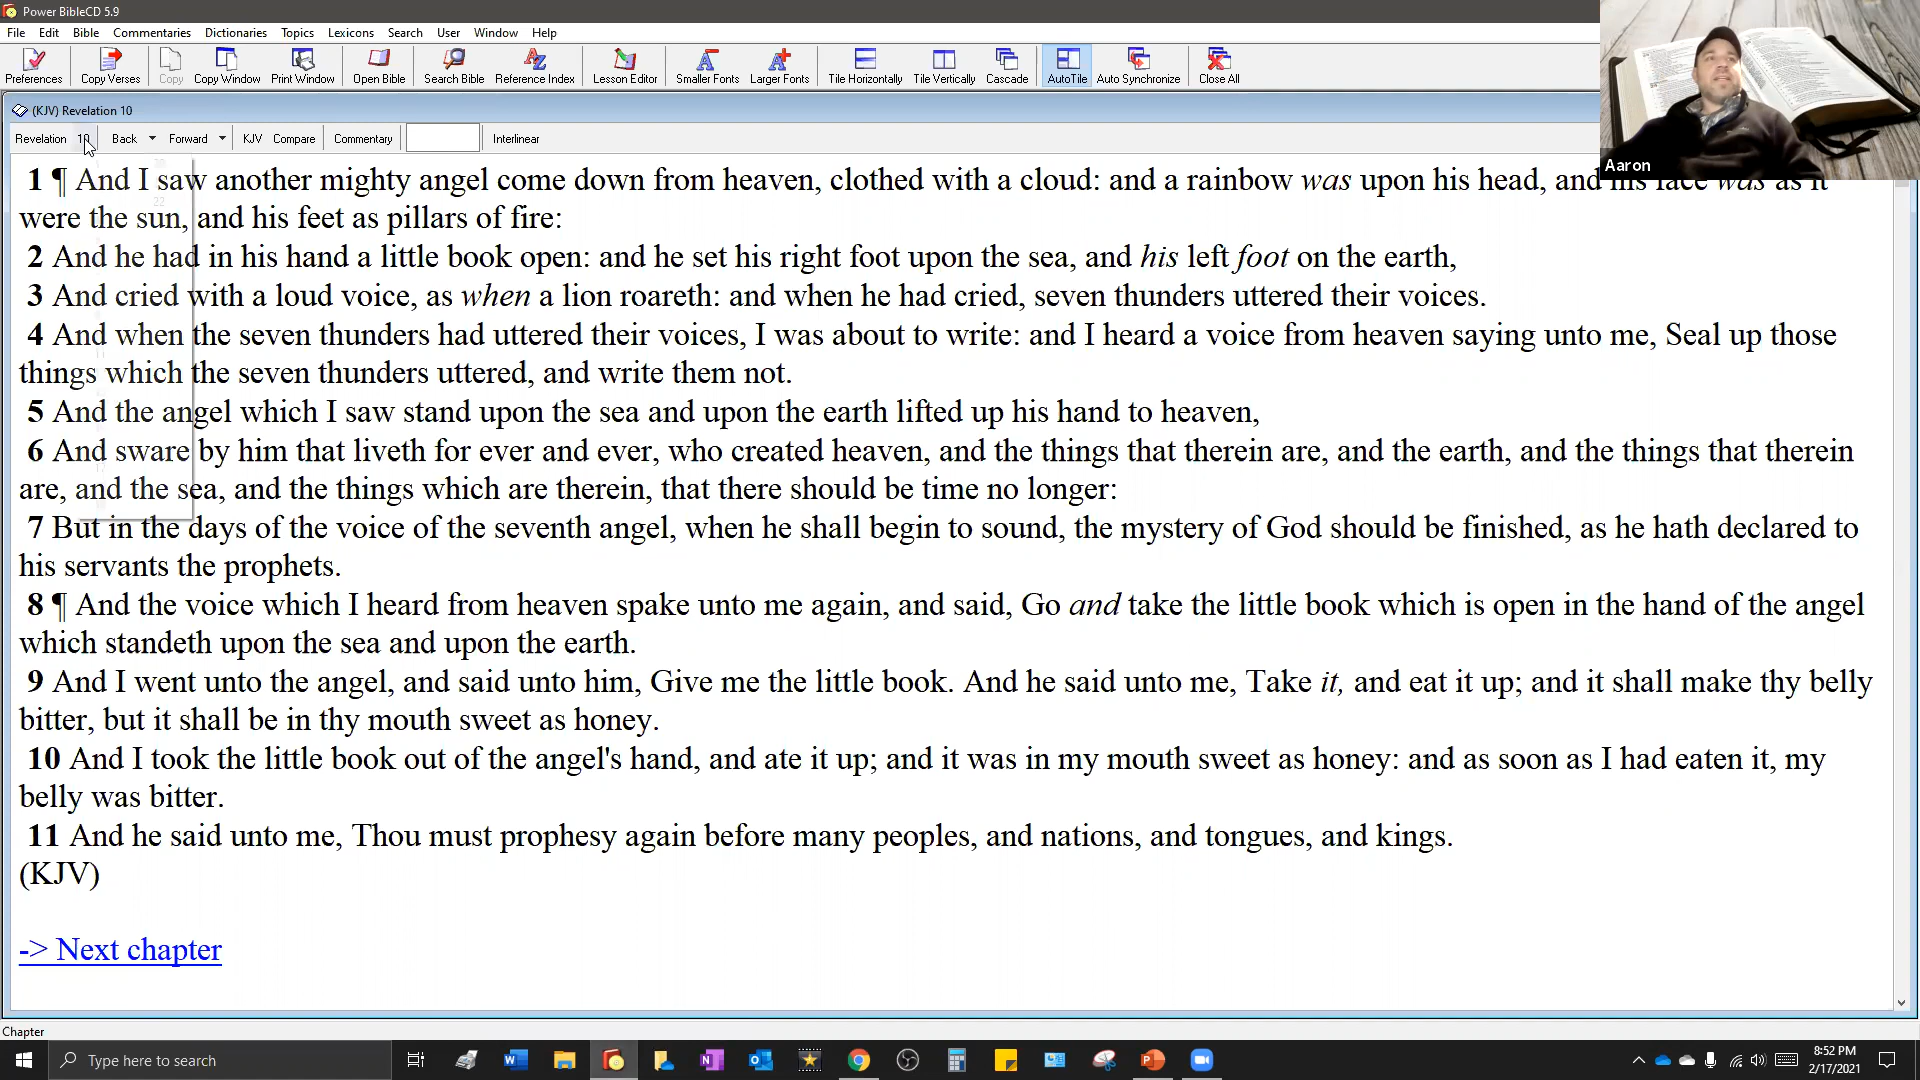 Power BibleCD 5.9
File Edit Bible Commentaries Dictionaries Topics Lexicons Search User Window Help
Preferences Copy Verses Copy Copy Window Print Window Open Bible Search Bible Reference Index Lesson Editor Smaller Fonts Larger Fonts Tile Horizontally Tile Vertically Cascade AutoTile Auto Synchronize Close All
(KJV) Revelation 10
Revelation 10 Back Forward KJV Compare Commentary Interlinear
Aaron
1 ¶ And I saw another mighty angel come down from heaven, clothed with a cloud: and a rainbow was upon his head, and his face was as it
were the sun, and his feet as pillars of fire:
2 And he had in his hand a little book open: and he set his right foot upon the sea, and his left foot on the earth,
3 And cried with a loud voice, as when a lion roareth: and when he had cried, seven thunders uttered their voices.
4 And when the seven thunders had uttered their voices, I was about to write: and I heard a voice from heaven saying unto me, Seal up those
things which the seven thunders uttered, and write them not.
5 And the angel which I saw stand upon the sea and upon the earth lifted up his hand to heaven,
6 And sware by him that liveth for ever and ever, who created heaven, and the things that therein are, and the earth, and the things that therein
are, and the sea, and the things which are therein, that there should be time no longer:
7 But in the days of the voice of the seventh angel, when he shall begin to sound, the mystery of God should be finished, as he hath declared to
his servants the prophets.
8 ¶ And the voice which I heard from heaven spake unto me again, and said, Go and take the little book which is open in the hand of the angel
which standeth upon the sea and upon the earth.
9 And I went unto the angel, and said unto him, Give me the little book. And he said unto me, Take it, and eat it up; and it shall make thy belly
bitter, but it shall be in thy mouth sweet as honey.
10 And I took the little book out of the angel's hand, and ate it up; and it was in my mouth sweet as honey: and as soon as I had eaten it, my
belly was bitter.
11 And he said unto me, Thou must prophesy again before many peoples, and nations, and tongues, and kings.
(KJV)
-> Next chapter
Chapter
Type here to search
8:52 PM
2/17/2021